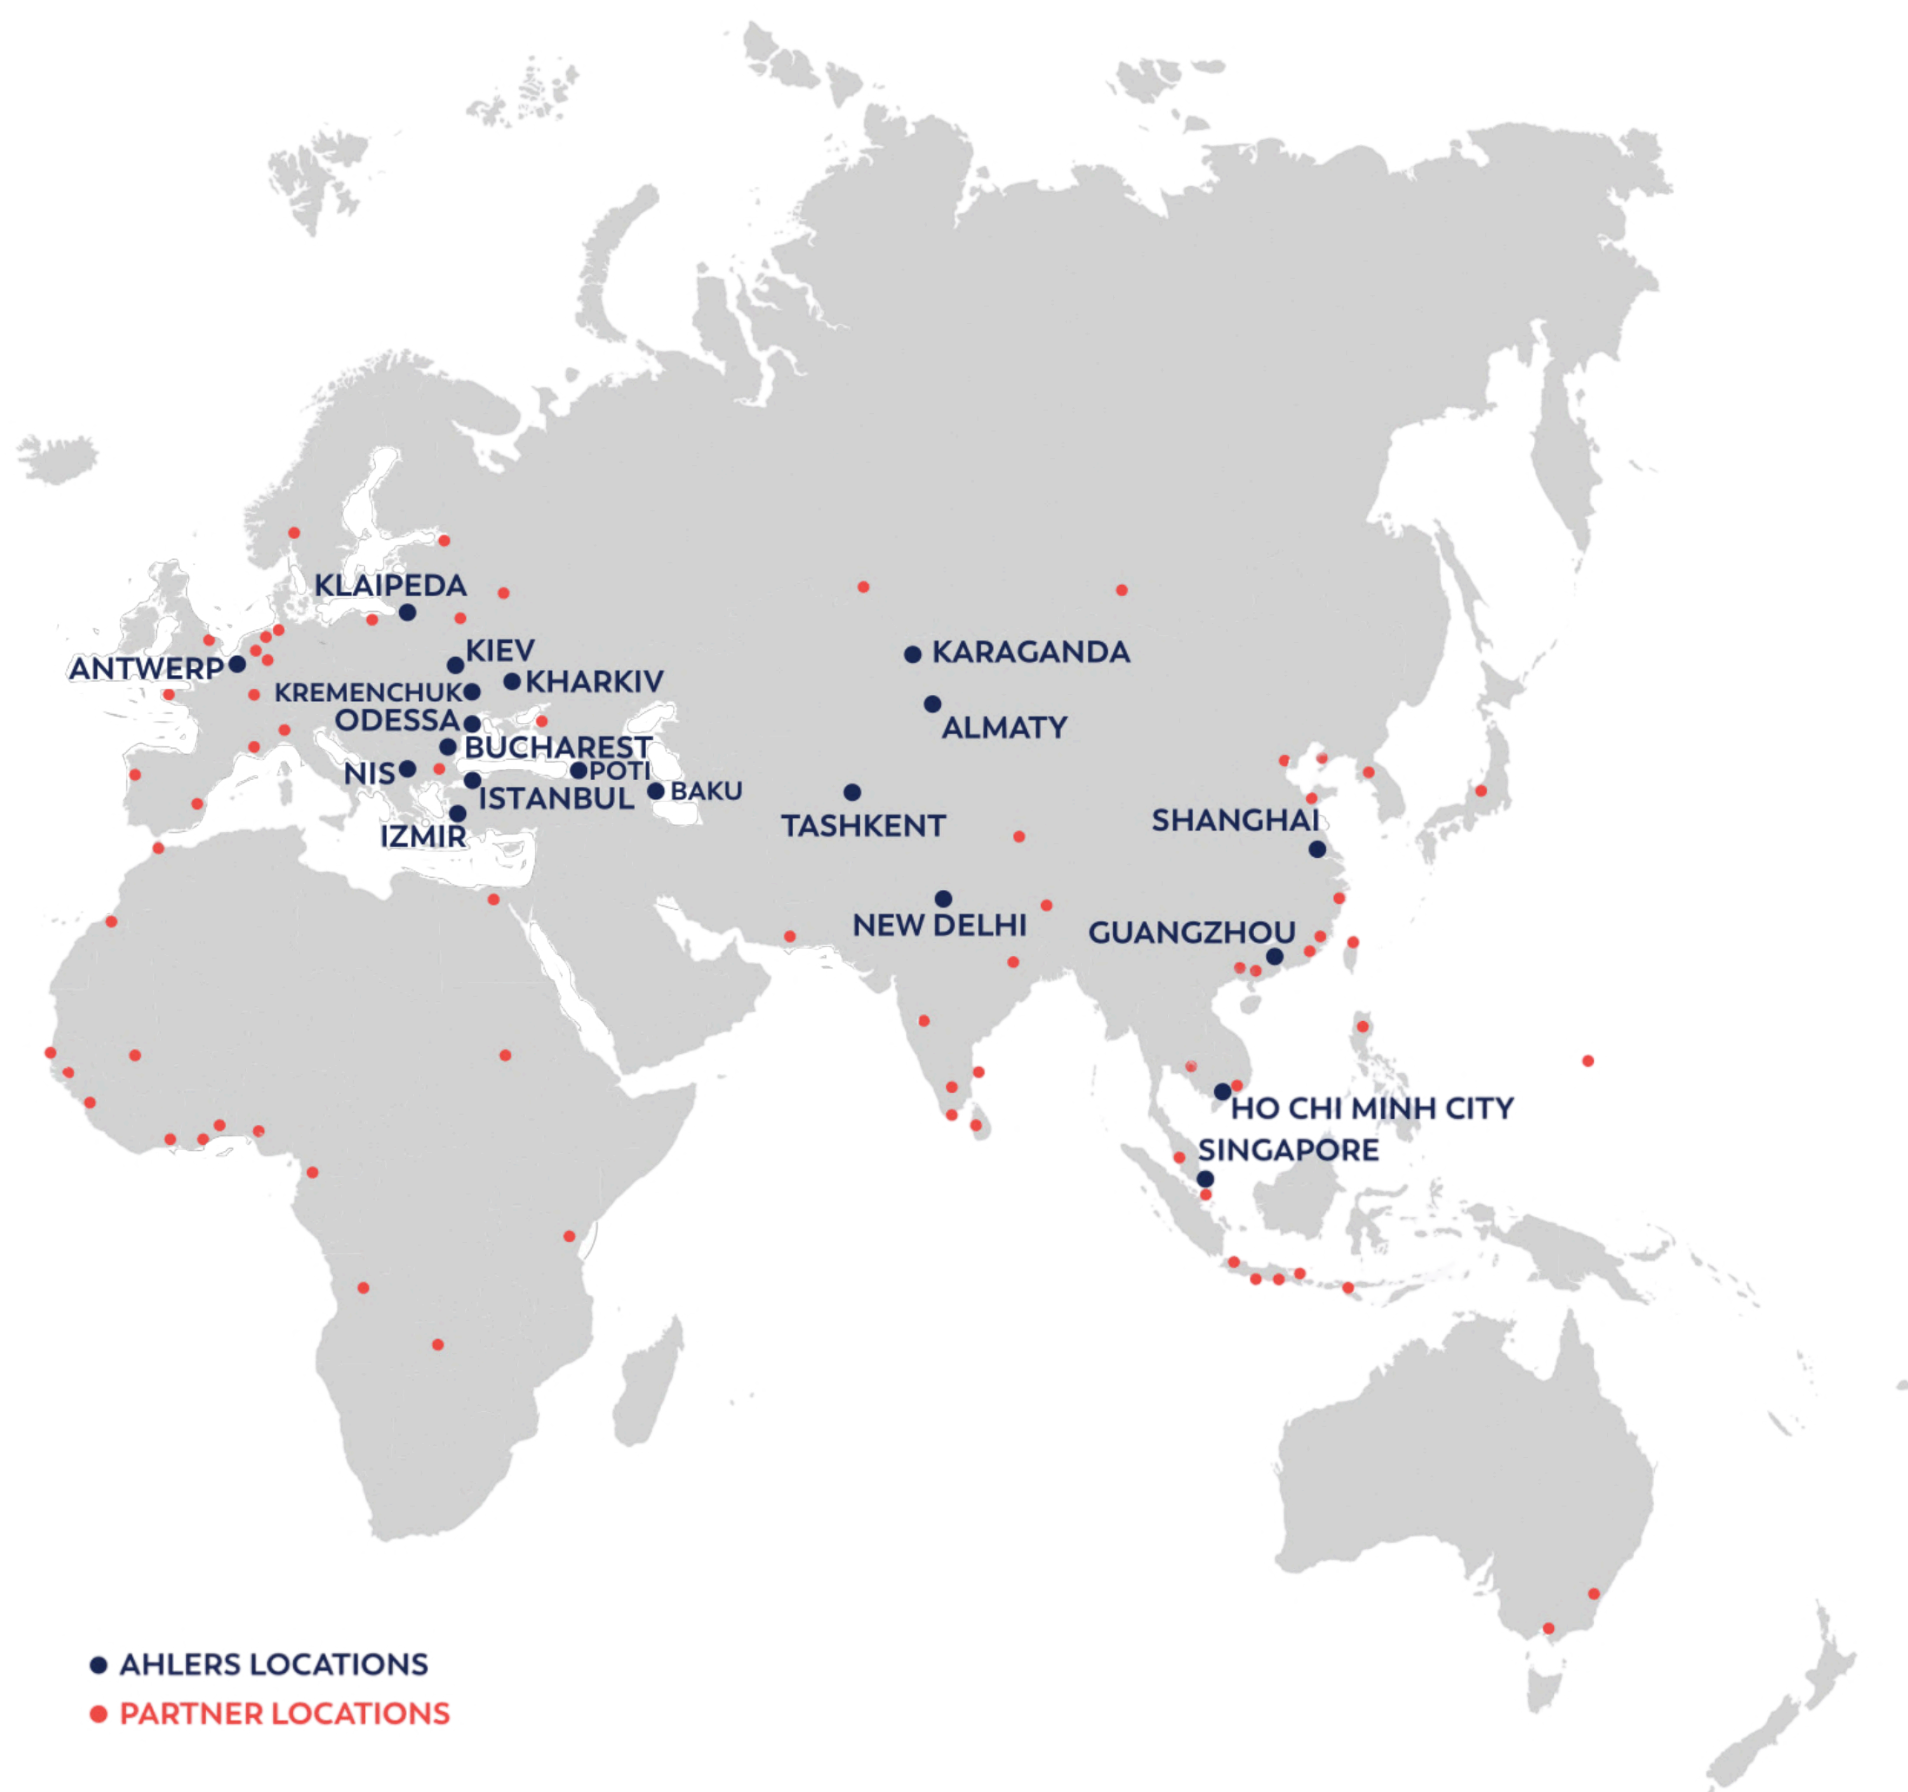 KLAIPEDA
KIEV
ANTWERP
KARAGANDA
KHARKIV
KREMENCHUK
ODESSA
ALMATY
BUCHAREST
NIS
POTI
BAKU
ISTANBUL
IZMIR
TASHKENT
SHANGHAI
NEW DELHI
GUANGZHOU
HO CHI MINH CITY
SINGAPORE
AHLERS LOCATIONS
PARTNER LOCATIONS